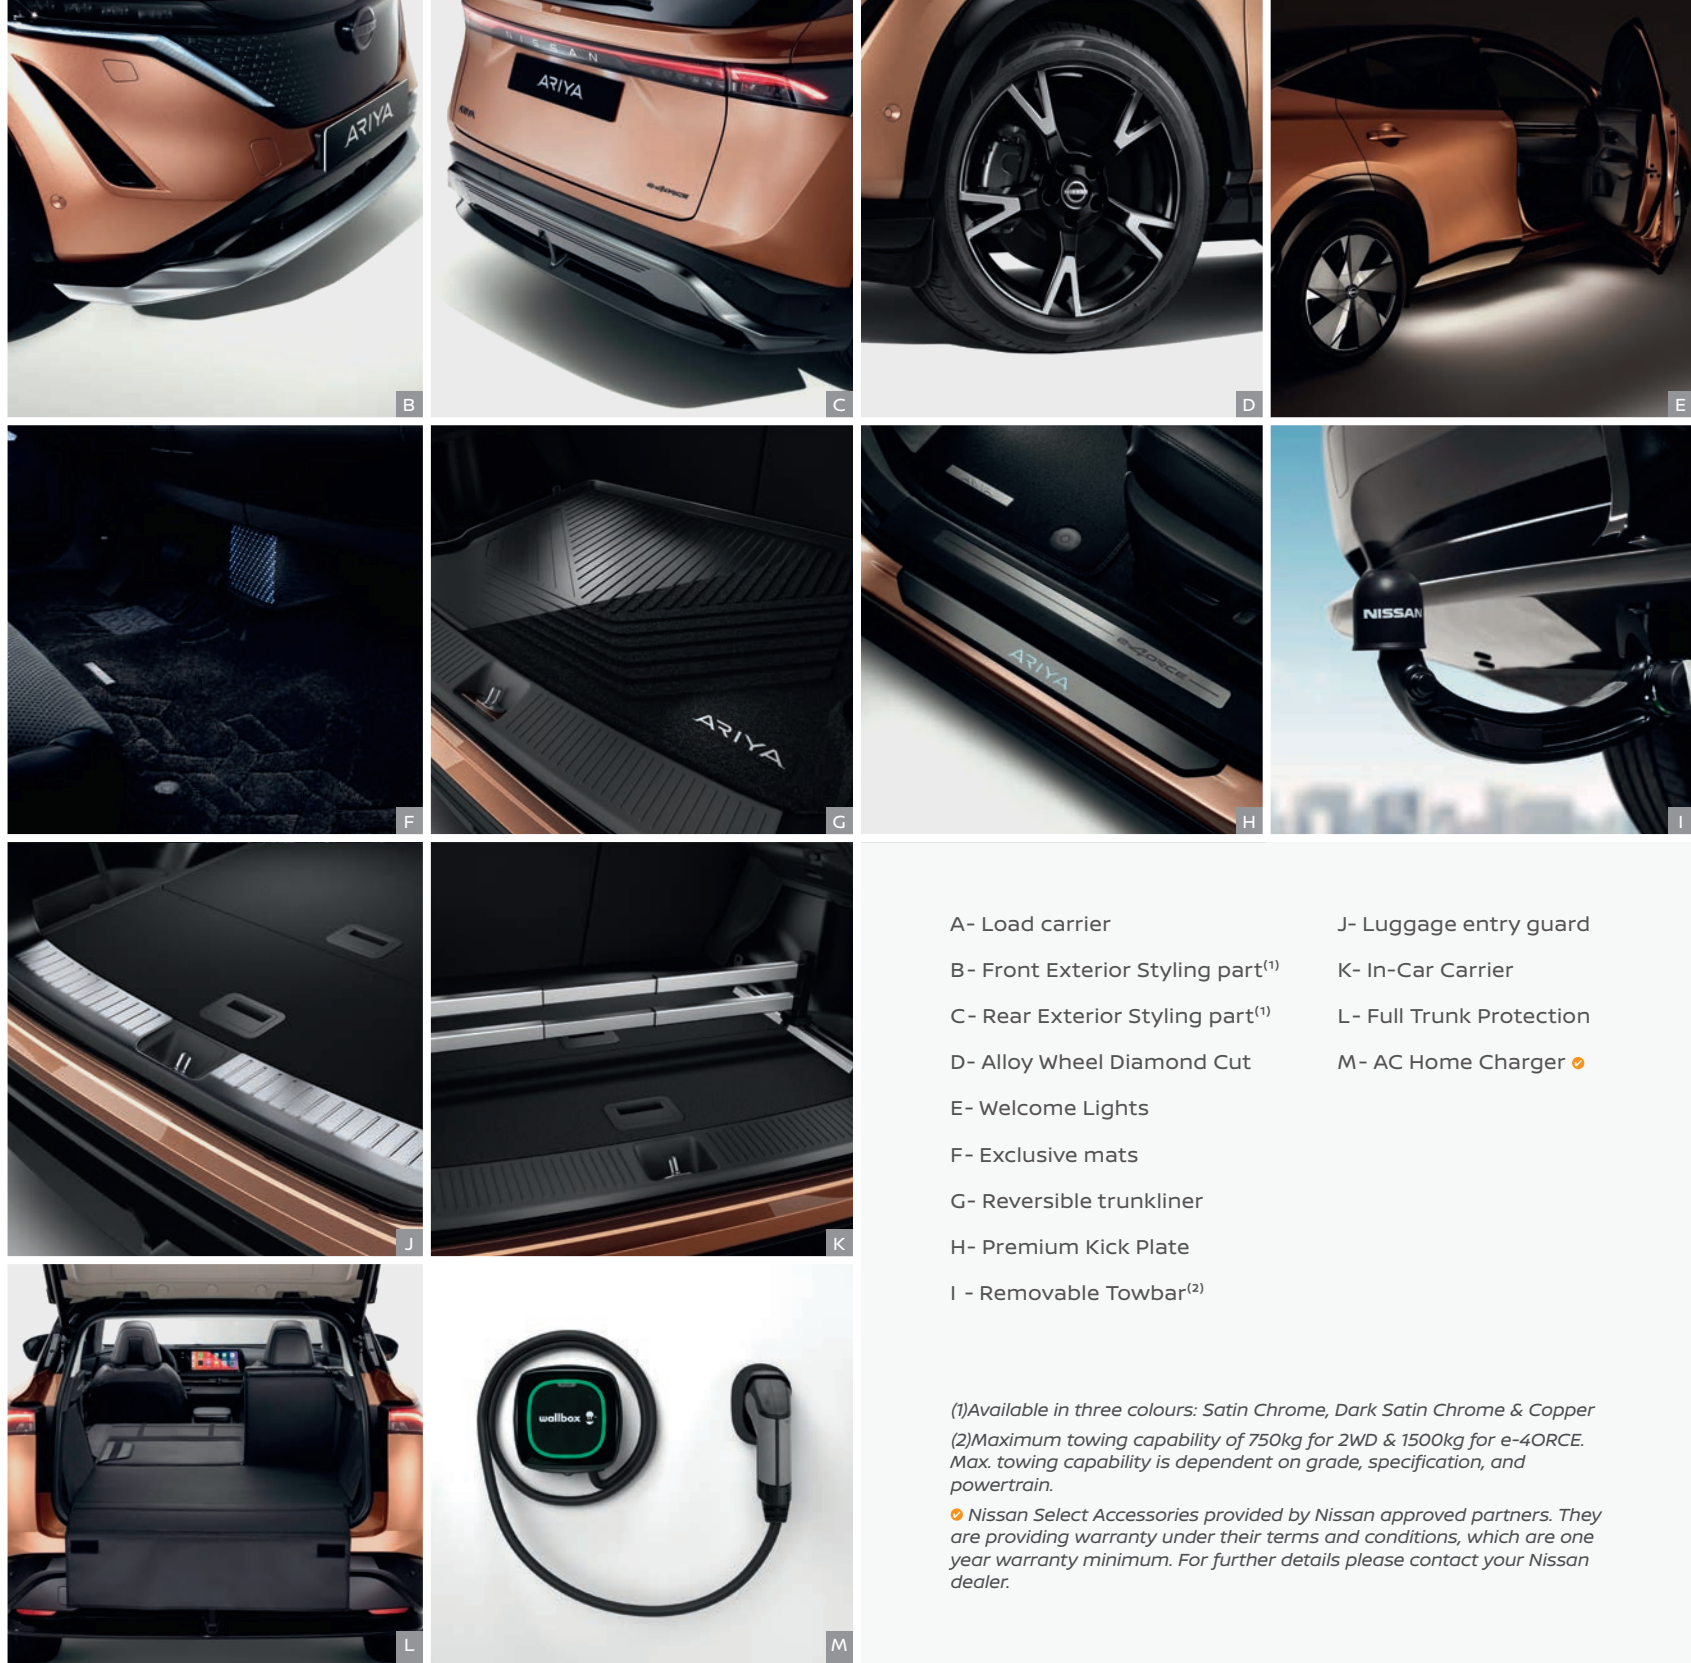 ARIYA
B
NISSAN
ARIYA
e-4ORCE
C
D
E
F
ARIYA
G
e-4ORCE
ARIYA
H
NISSAN
I
J
K
L
wallbox
M
A- Load carrier
B- Front Exterior Styling part(1)
C- Rear Exterior Styling part(1)
D- Alloy Wheel Diamond Cut
E- Welcome Lights
F- Exclusive mats
G- Reversible trunkliner
H- Premium Kick Plate
I - Removable Towbar(2)
J- Luggage entry guard
K- In-Car Carrier
L- Full Trunk Protection
M- AC Home Charger
(1)Available in three colours: Satin Chrome, Dark Satin Chrome & Copper
(2)Maximum towing capability of 750kg for 2WD & 1500kg for e-4ORCE.
Max. towing capability is dependent on grade, specification, and
powertrain.
Nissan Select Accessories provided by Nissan approved partners. They
are providing warranty under their terms and conditions, which are one
year warranty minimum. For further details please contact your Nissan
dealer.